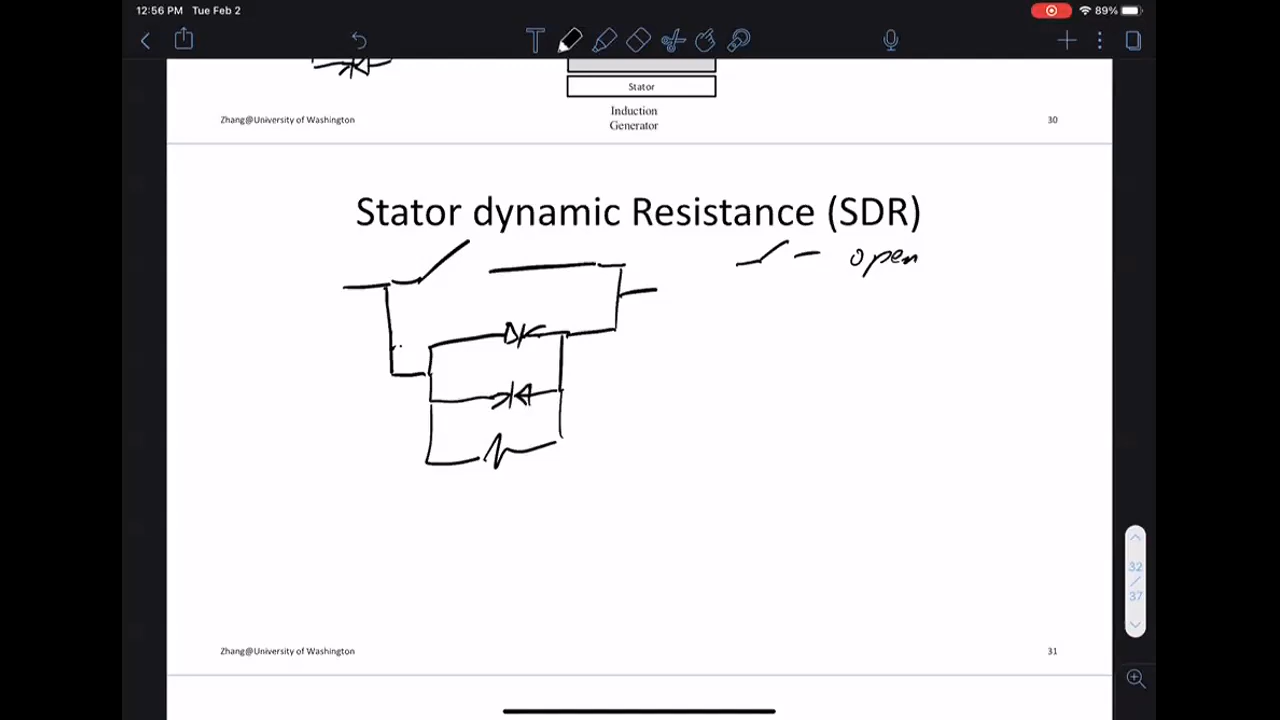 12:56 PM Tue Feb 2
89%
T
Stator
Induction
Generator
Zhang@University of Washington
30
Stator dynamic Resistance (SDR)
open
32
/
37
Zhang@University of Washington
31